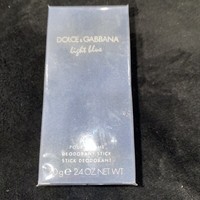 DOLCE & GABBANA
light blue
DEODORANT STICK
STICK DEODORANT
2.4 OZ. NET WT.